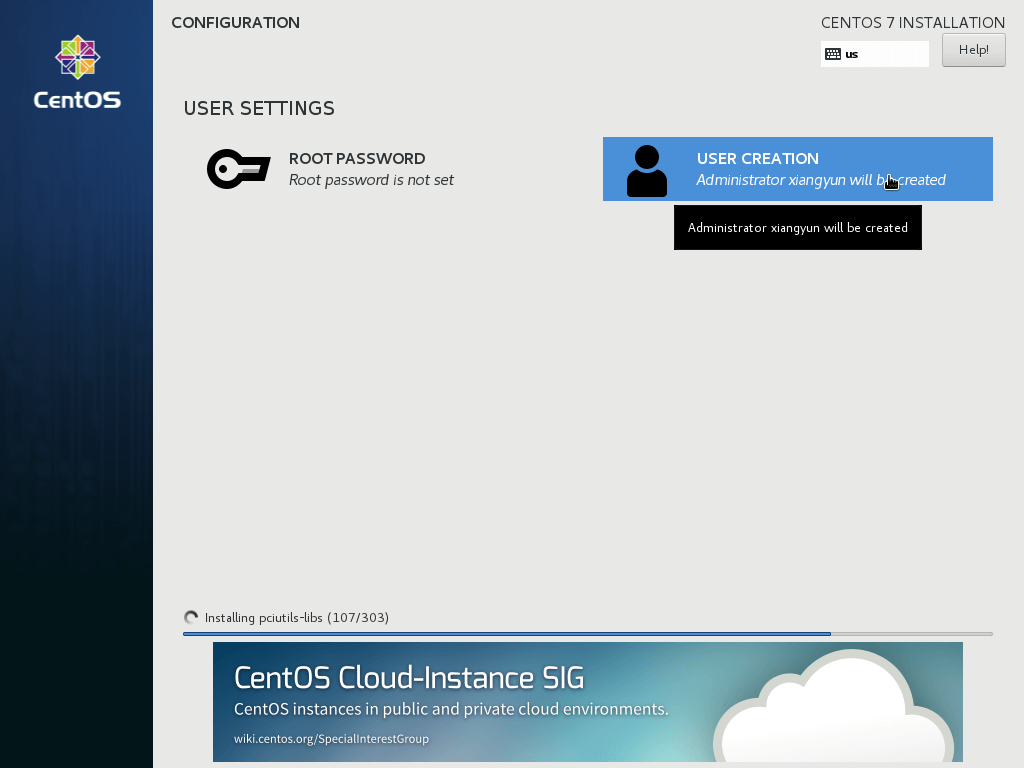 CentOS
CONFIGURATION
CENTOS 7 INSTALLATION
us
Help!
USER SETTINGS
ROOT PASSWORD
Root password is not set
USER CREATION
Administrator xiangyun will be created
Administrator xiangyun will be created
Installing pciutils-libs (107/303)
CentOS Cloud-Instance SIG
CentOS instances in public and private cloud environments.
wiki.centos.org/SpecialInterestGroup